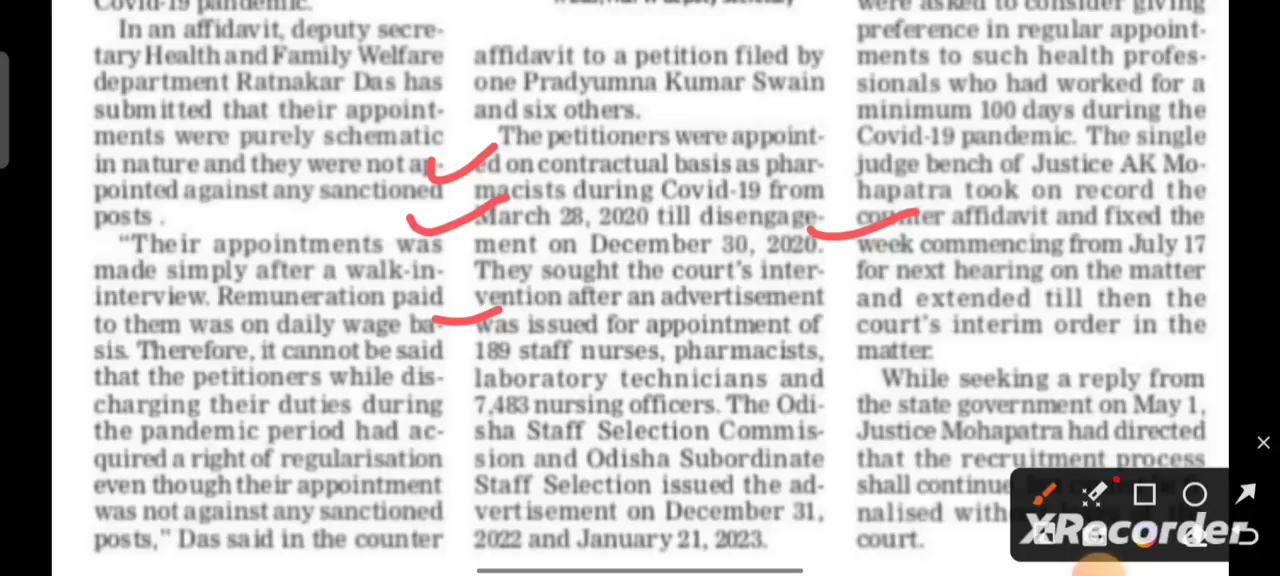 Covid-19 pandemic.
In an affidavit, deputy secre-
tary Health and Family Welfare
department Ratnakar Das has
submitted that their appoint-
ments were purely schematic
in nature and they were not ap-
pointed against any sanctioned
posts .
“Their appointments was
made simply after a walk-in-
interview. Remuneration paid
to them was on daily wage ba-
sis. Therefore, it cannot be said
that the petitioners while dis-
charging their duties during
the pandemic period had ac-
quired a right of regularisation
even though their appointment
was not against any sanctioned
posts,” Das said in the counter
affidavit to a petition filed by
one Pradyumna Kumar Swain
and six others.
The petitioners were appoint-
ed on contractual basis as phar-
macists during Covid-19 from
March 28, 2020 till disengage-
ment on December 30, 2020.
They sought the court’s inter-
vention after an advertisement
was issued for appointment of
189 staff nurses, pharmacists,
laboratory technicians and
7,483 nursing officers. The Odi-
sha Staff Selection Commis-
sion and Odisha Subordinate
Staff Selection issued the ad-
vertisement on December 31,
2022 and January 21, 2023.
were asked to consider giving
preference in regular appoint-
ments to such health profes-
sionals who had worked for a
minimum 100 days during the
Covid-19 pandemic. The single
judge bench of Justice AK Mo-
hapatra took on record the
counter affidavit and fixed the
week commencing from July 17
for next hearing on the matter
and extended till then the
court’s interim order in the
matter.
While seeking a reply from
the state government on May 1,
Justice Mohapatra had directed
that the recruitment process
shall continue
nalised with
court.
XRecorder